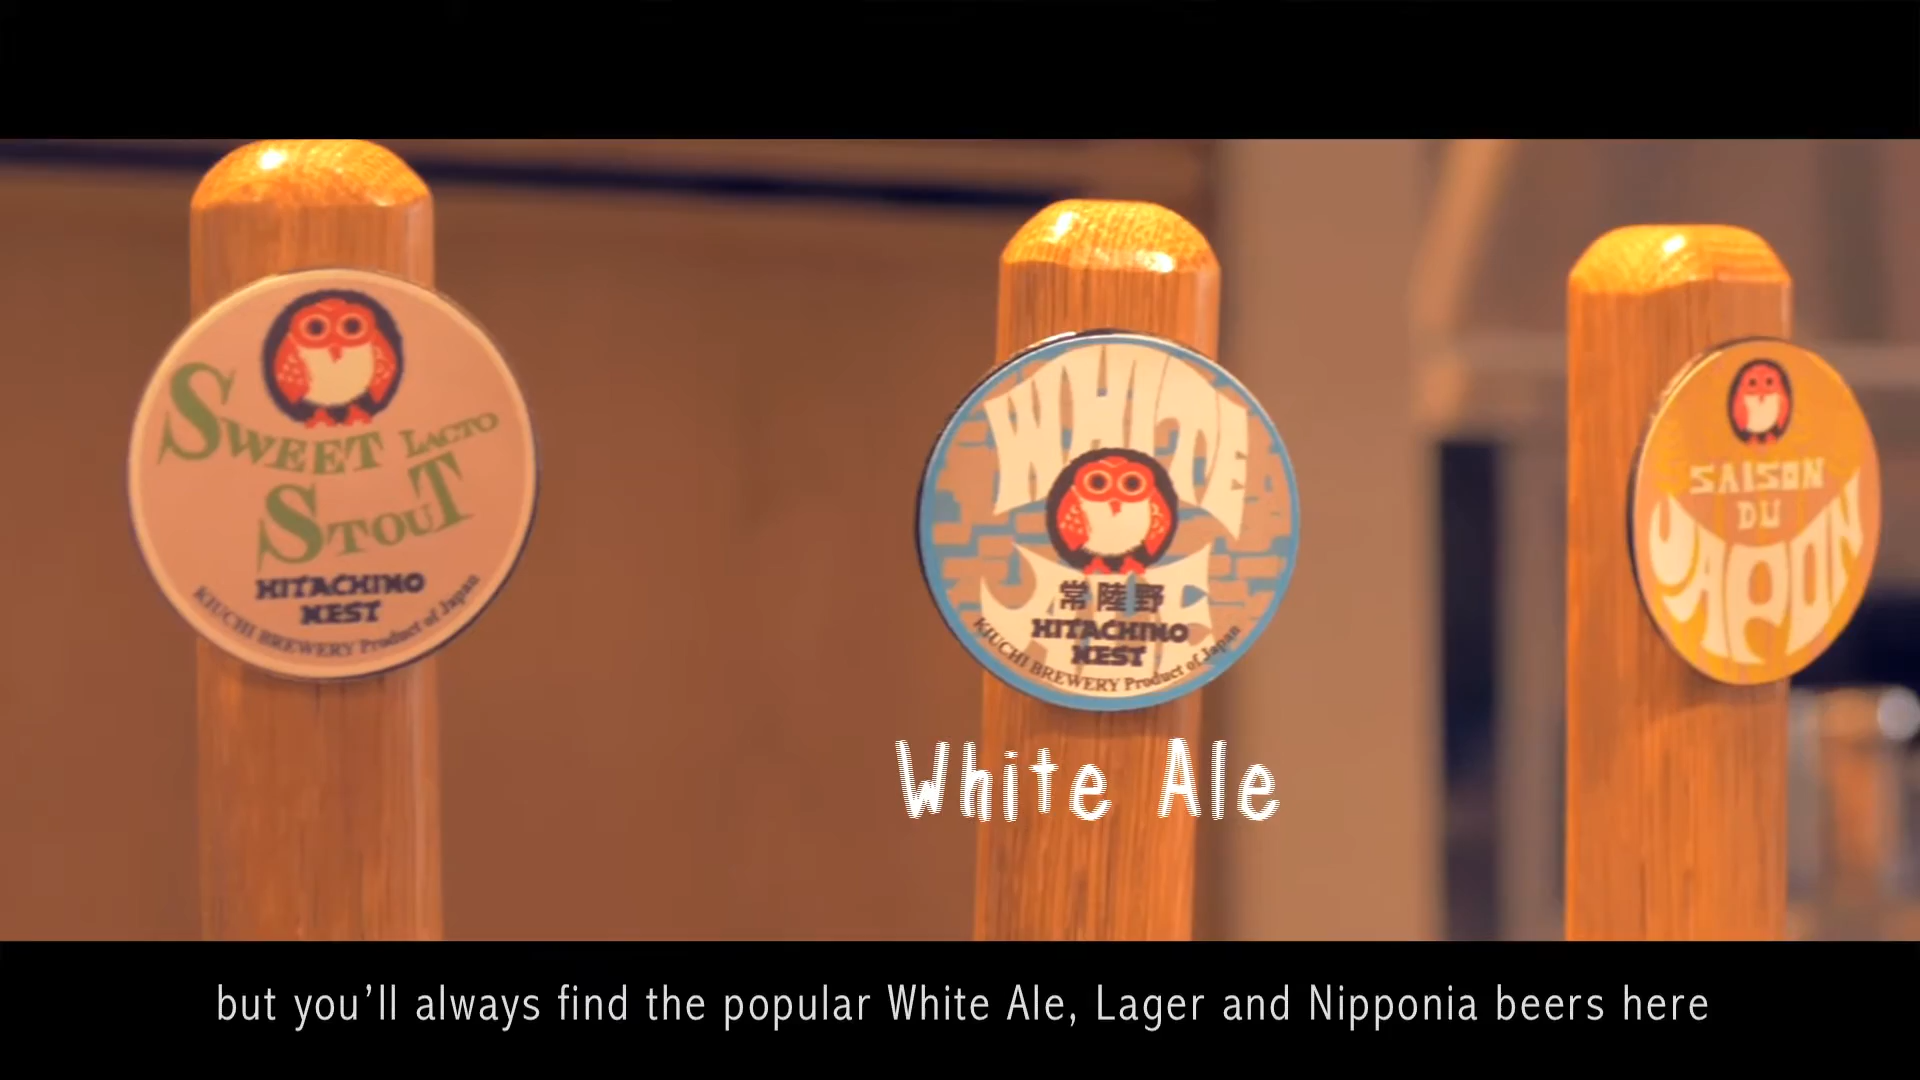 SWEET LACTO
STOUT
HITACHINO
NEST
KIUCHI BREWERY Product of Japan
WHITE
ALE
常陸野
HITACHINO
NEST
KIUCHI BREWERY Product of Japan
SAISON
DU
JAPON
White Ale
but you’ll always find the popular White Ale, Lager and Nipponia beers here